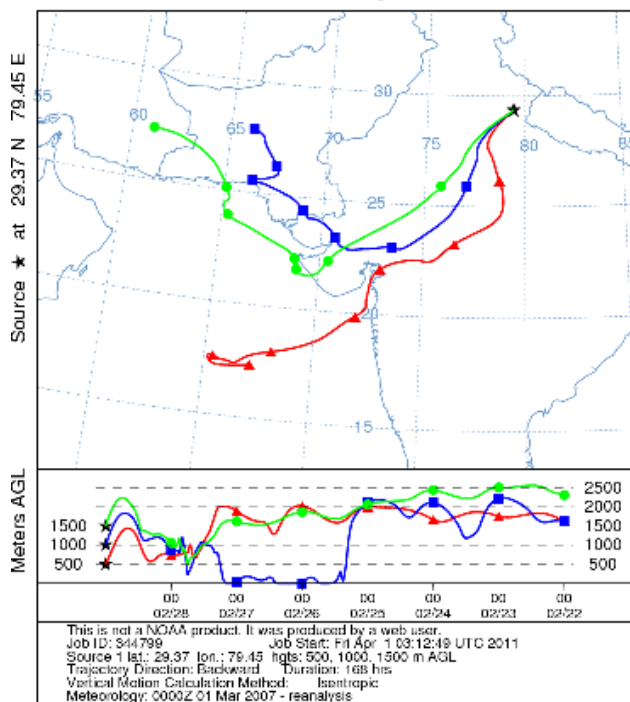 Source ★ at 29.37 N 79.45 E
55
60
65
70
75
80
85
30
25
20
15
Meters AGL
2500
2000
1500 1500
1000 1000
500 500
00 00 00 00 00 00 00
02/28 02/27 02/26 02/25 02/24 02/23 02/22
This is not a NOAA product. It was produced by a web user.
Job ID: 344799 Job Start: Fri Apr 1 03:12:49 UTC 2011
Source 1 lat.: 29.37 lon.: 79.45 hgts: 500, 1000, 1500 m AGL
Trajectory Direction: Backward Duration: 168 hrs
Vertical Motion Calculation Method: Isentropic
Meteorology: 0000Z 01 Mar 2007 - reanalysis